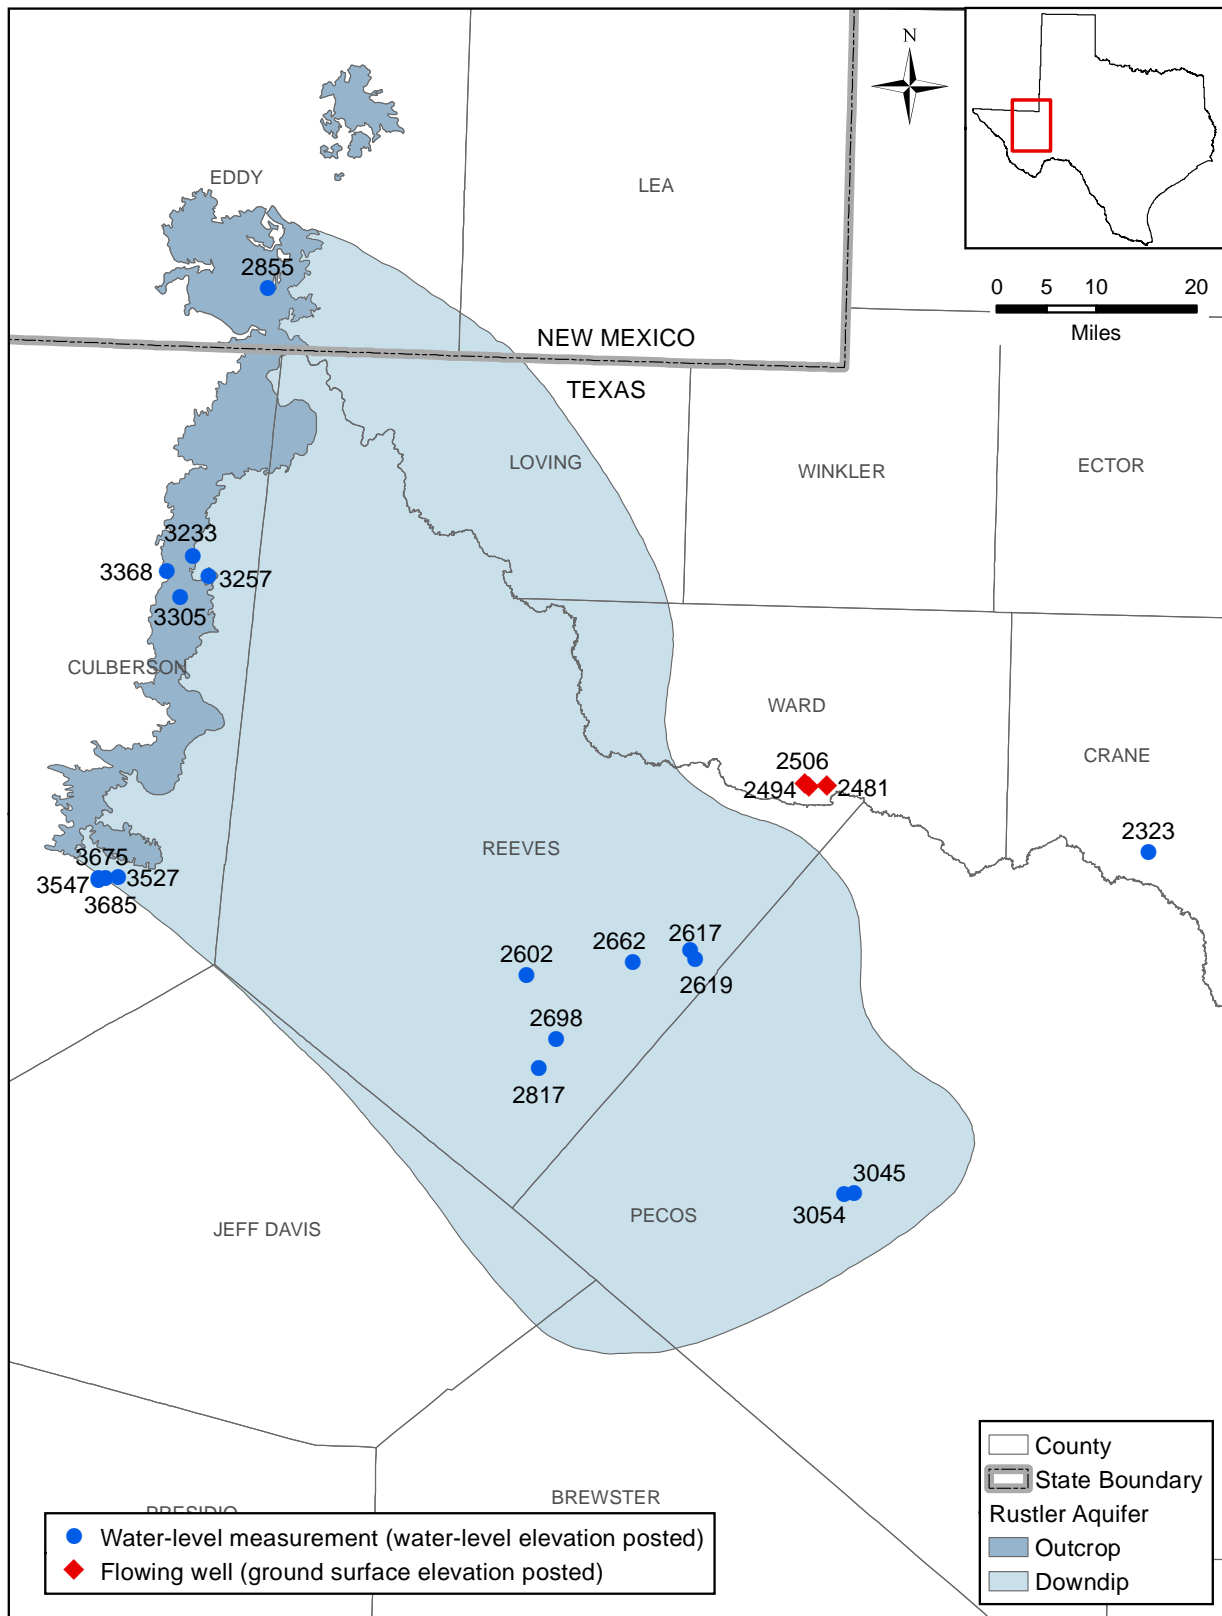 N
EDDY
LEA
2855
0 5 10 20
Miles
NEW MEXICO
TEXAS
LOVING
WINKLER
ECTOR
3233
3368
3257
3305
CULBERSON
WARD
2506
2494
2481
CRANE
2323
REEVES
3675
3547
3527
3685
2602
2662
2617
2619
2698
2817
3045
3054
JEFF DAVIS
PECOS
BREWSTER
PRESIDIO
Water-level measurement (water-level elevation posted)
Flowing well (ground surface elevation posted)
County
State Boundary
Rustler Aquifer
Outcrop
Downdip